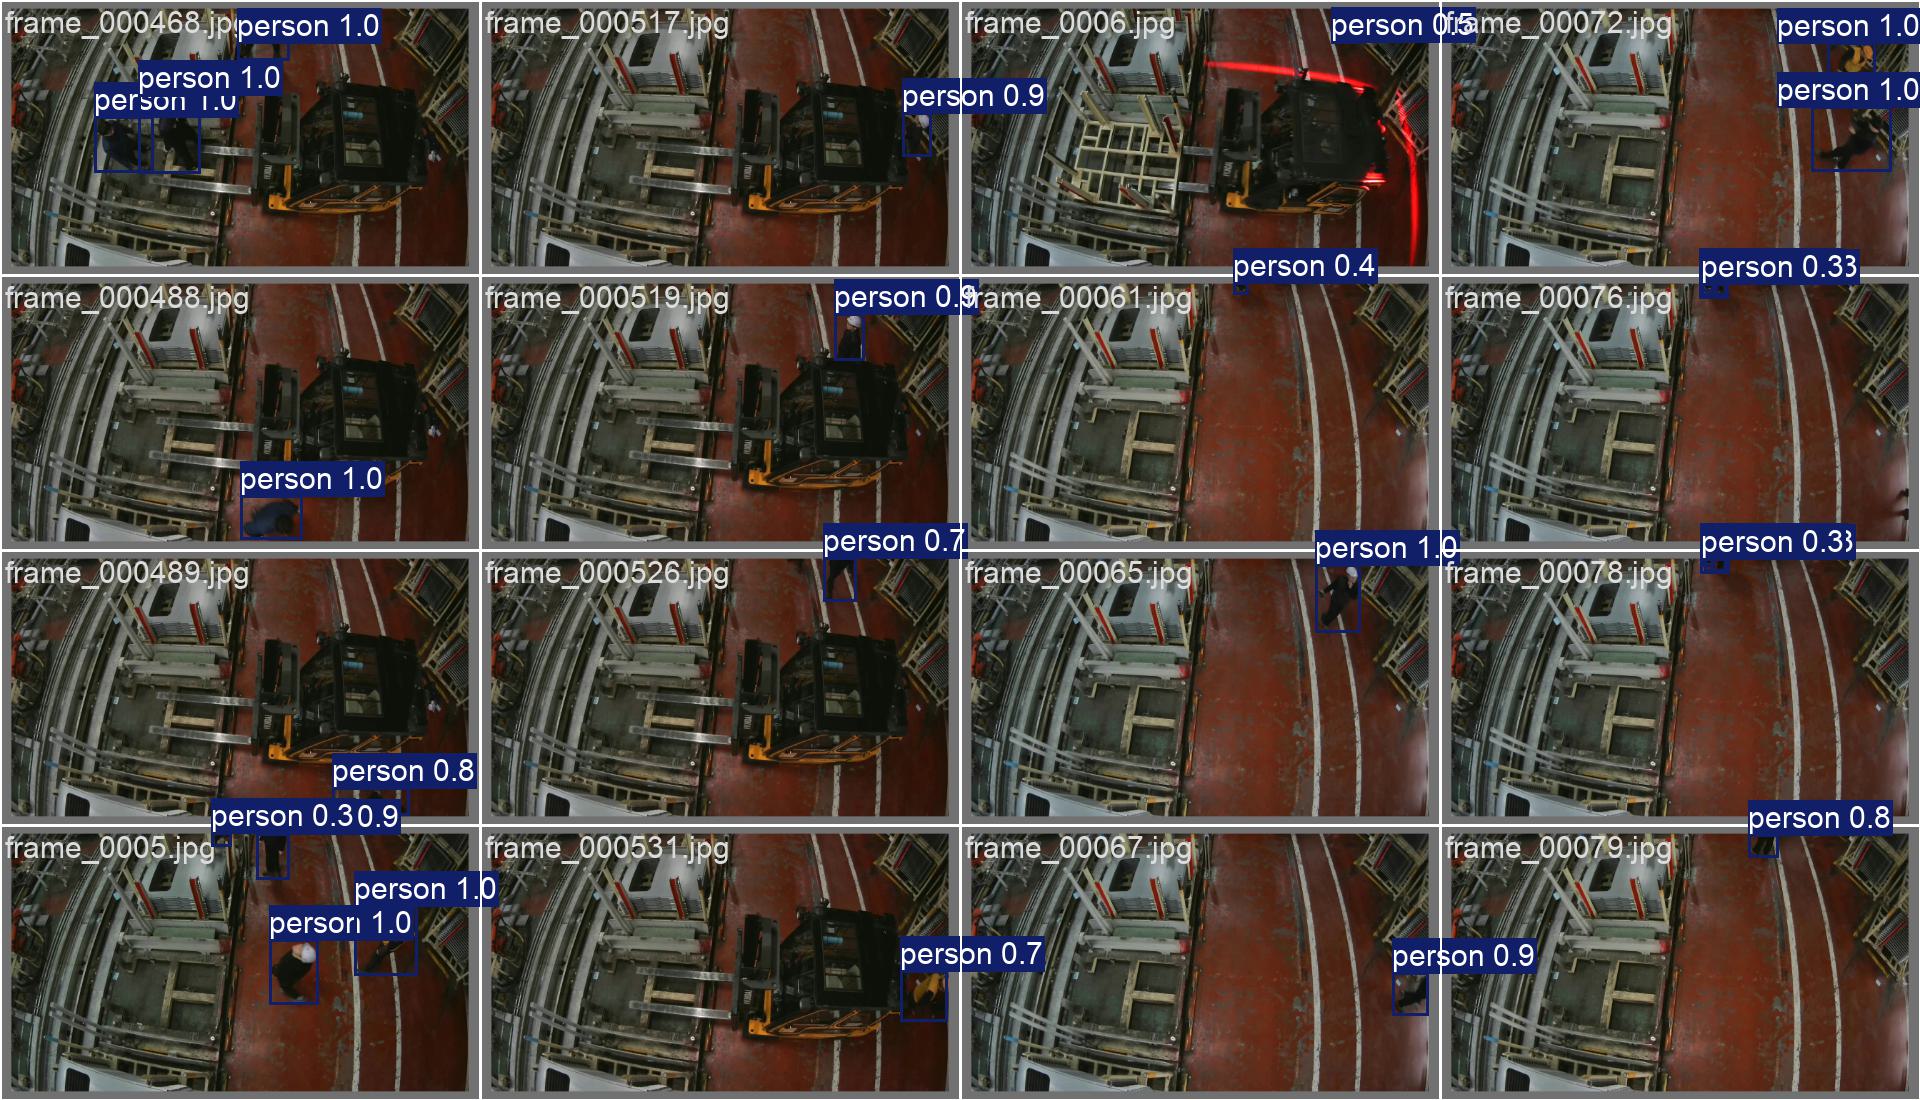 frame_000468.jpg
person 1.0
person 1.0
person 1.0
frame_000517.jpg
person 0.9
frame_0006.jpg
person 0.5
frame_00072.jpg
person 1.0
person 1.0
frame_000488.jpg
person 1.0
frame_000519.jpg
person 0.9
frame_00061.jpg
person 0.4
frame_00076.jpg
person 0.33
frame_000489.jpg
person 0.8
frame_000526.jpg
person 0.7
frame_00065.jpg
person 1.0
frame_00078.jpg
person 0.33
frame_0005.jpg
person 0.3
0.9
person 1.0
person 1.0
frame_000531.jpg
person 0.7
frame_00067.jpg
person 0.9
frame_00079.jpg
person 0.8